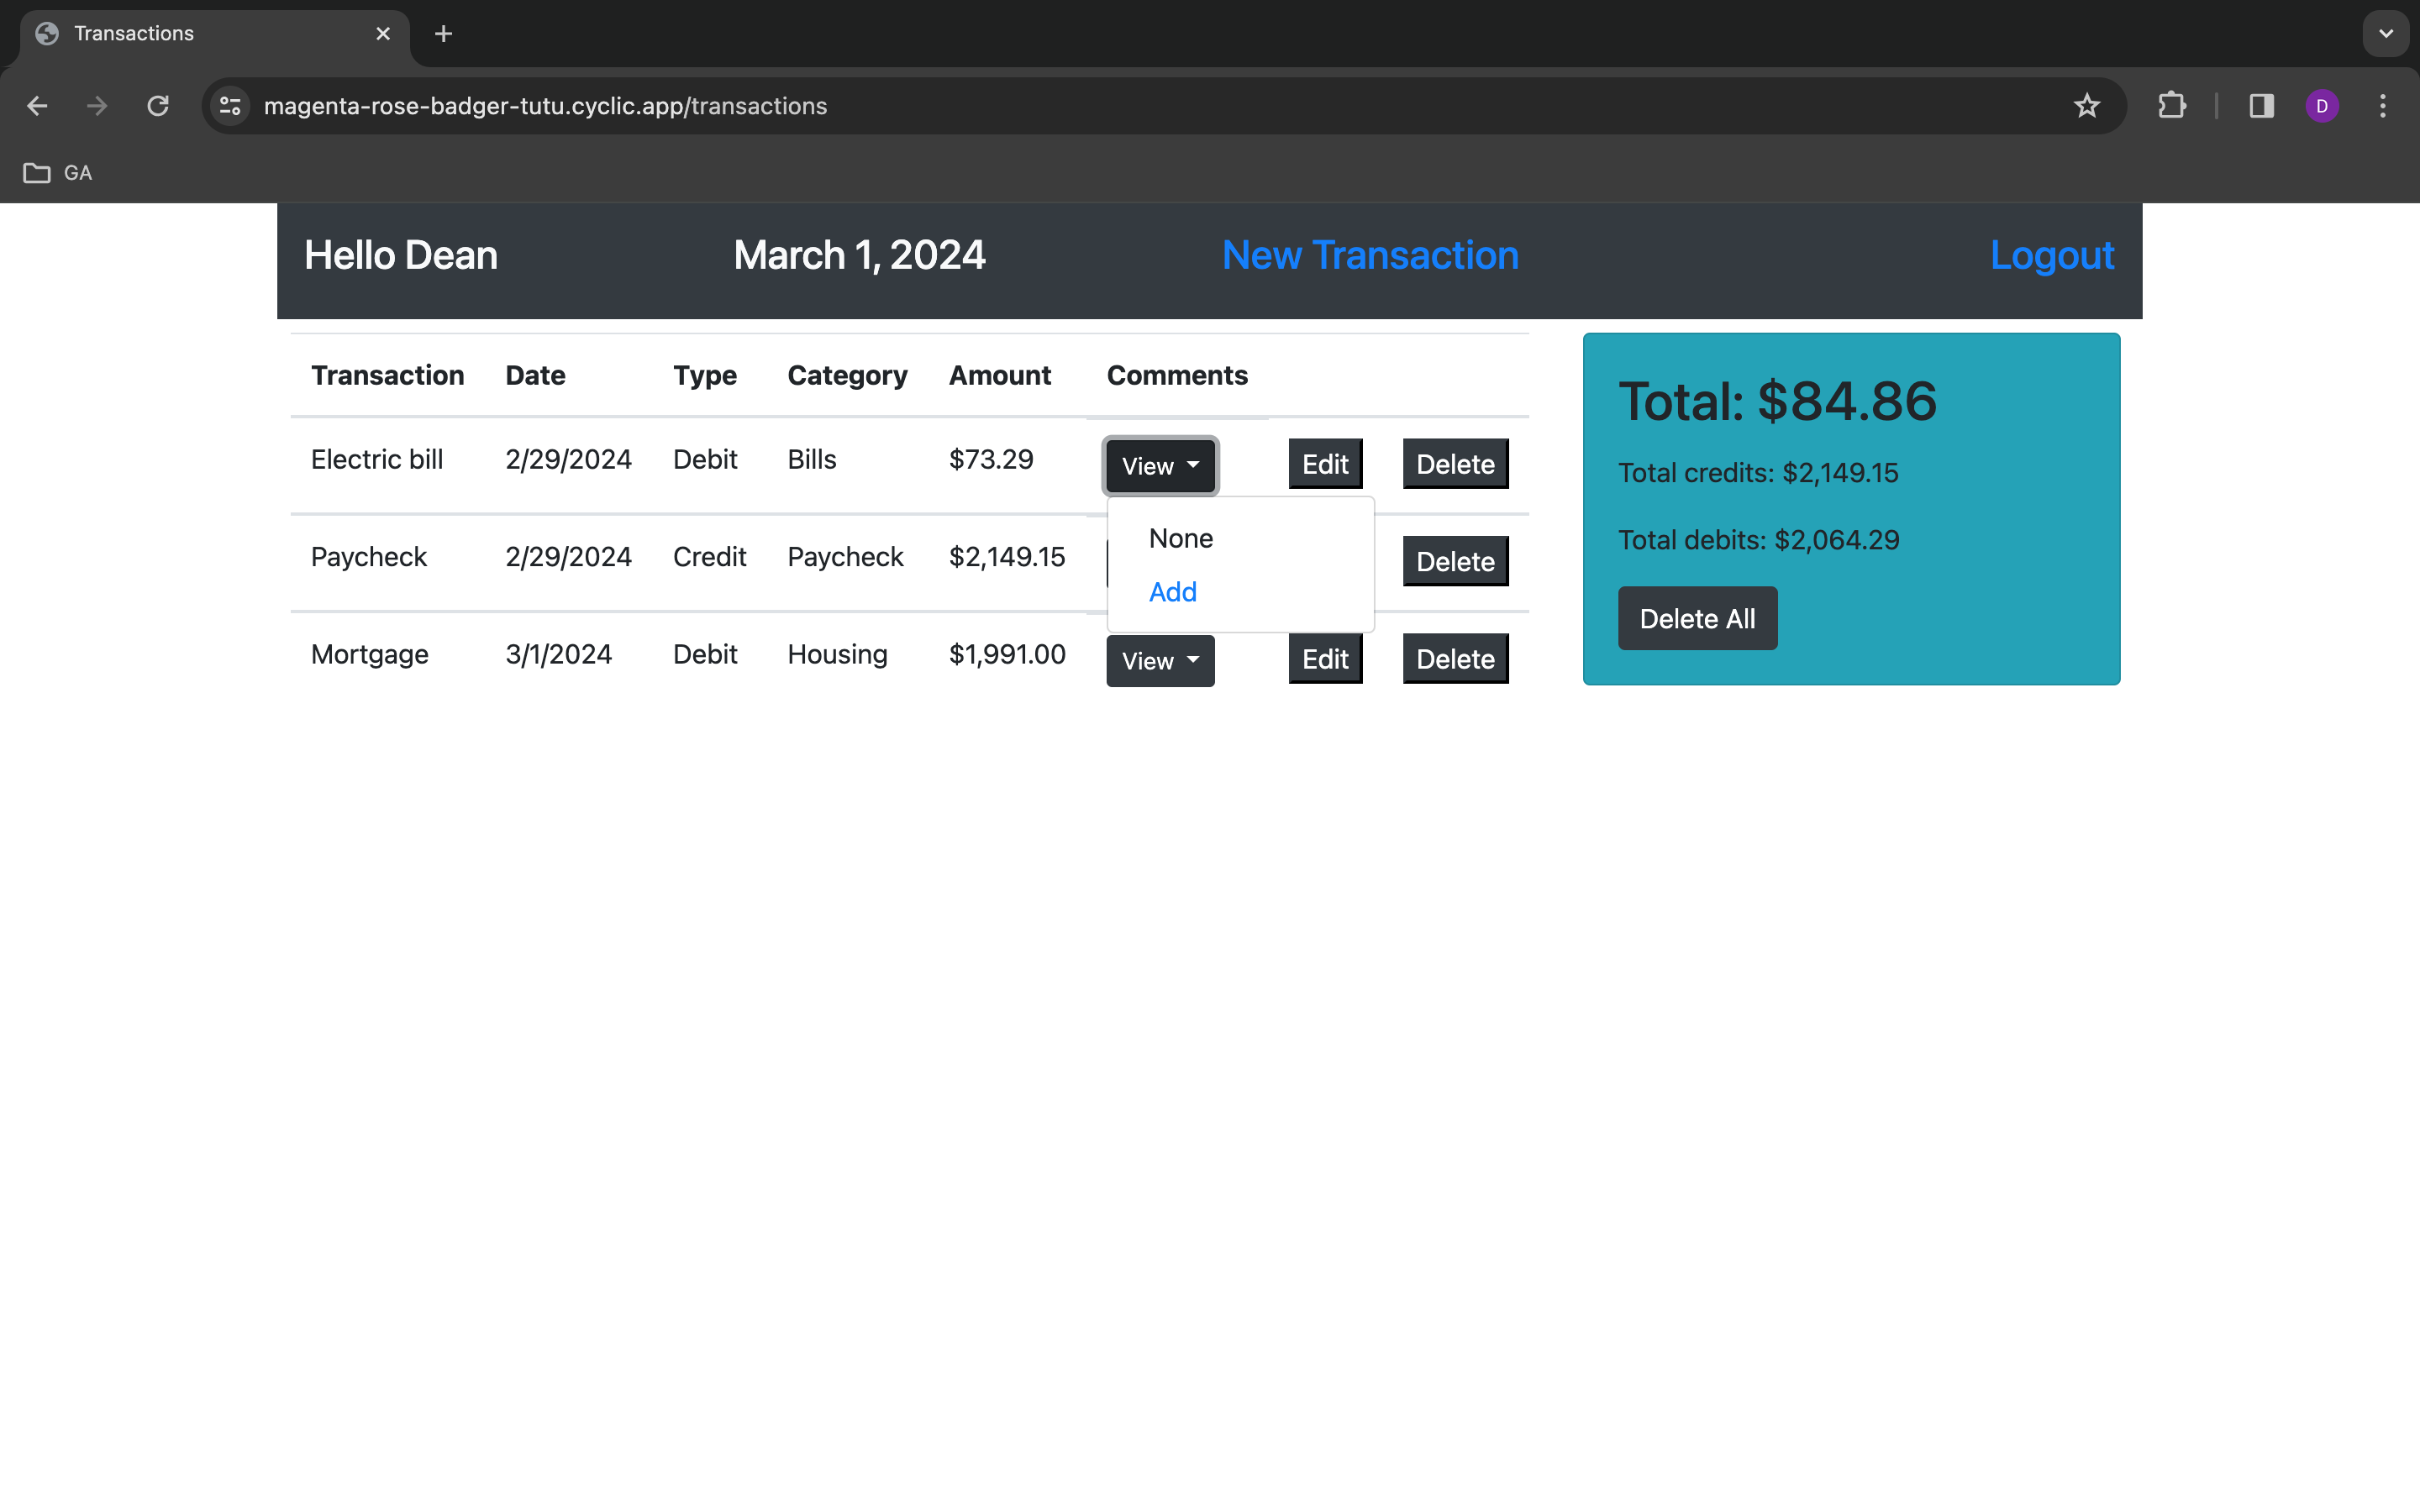 Transactions
magenta-rose-badger-tutu.cyclic.app/transactions
D
GA
Hello Dean March 1, 2024 New Transaction Logout
Transaction Date Type Category Amount Comments
Electric bill 2/29/2024 Debit Bills $73.29 View Edit Delete
None
Add
Paycheck 2/29/2024 Credit Paycheck $2,149.15 Delete
Mortgage 3/1/2024 Debit Housing $1,991.00 View Edit Delete
Total: $84.86
Total credits: $2,149.15
Total debits: $2,064.29
Delete All